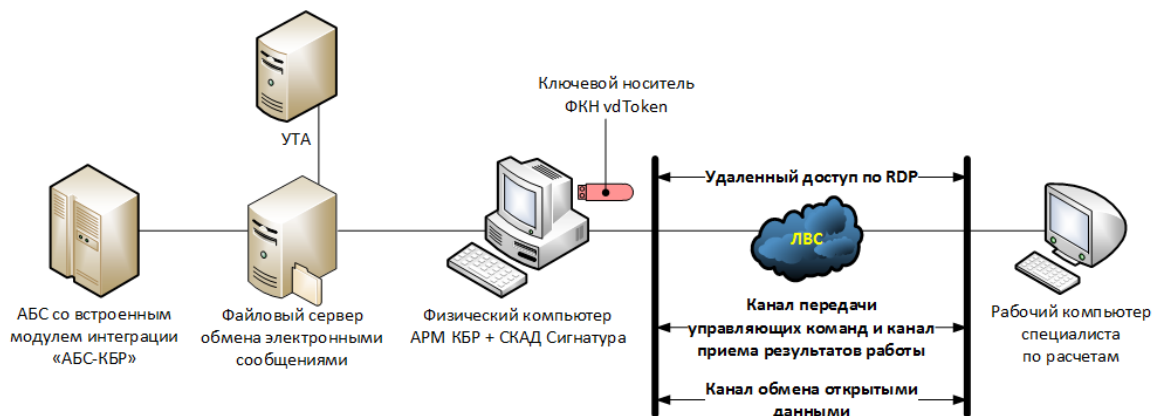 Ключевой носитель
ФКН vdToken
УТА
Удаленный доступ по RDP
ЛВС
АБС со встроенным
модулем интеграции
«АБС-КБР»
Файловый сервер
обмена электронными
сообщениями
Физический компьютер
АРМ КБР + СКАД Сигнатура
Канал передачи
управляющих команд и канал
приема результатов работы
Рабочий компьютер
специалиста
по расчетам
Канал обмена открытыми
данными